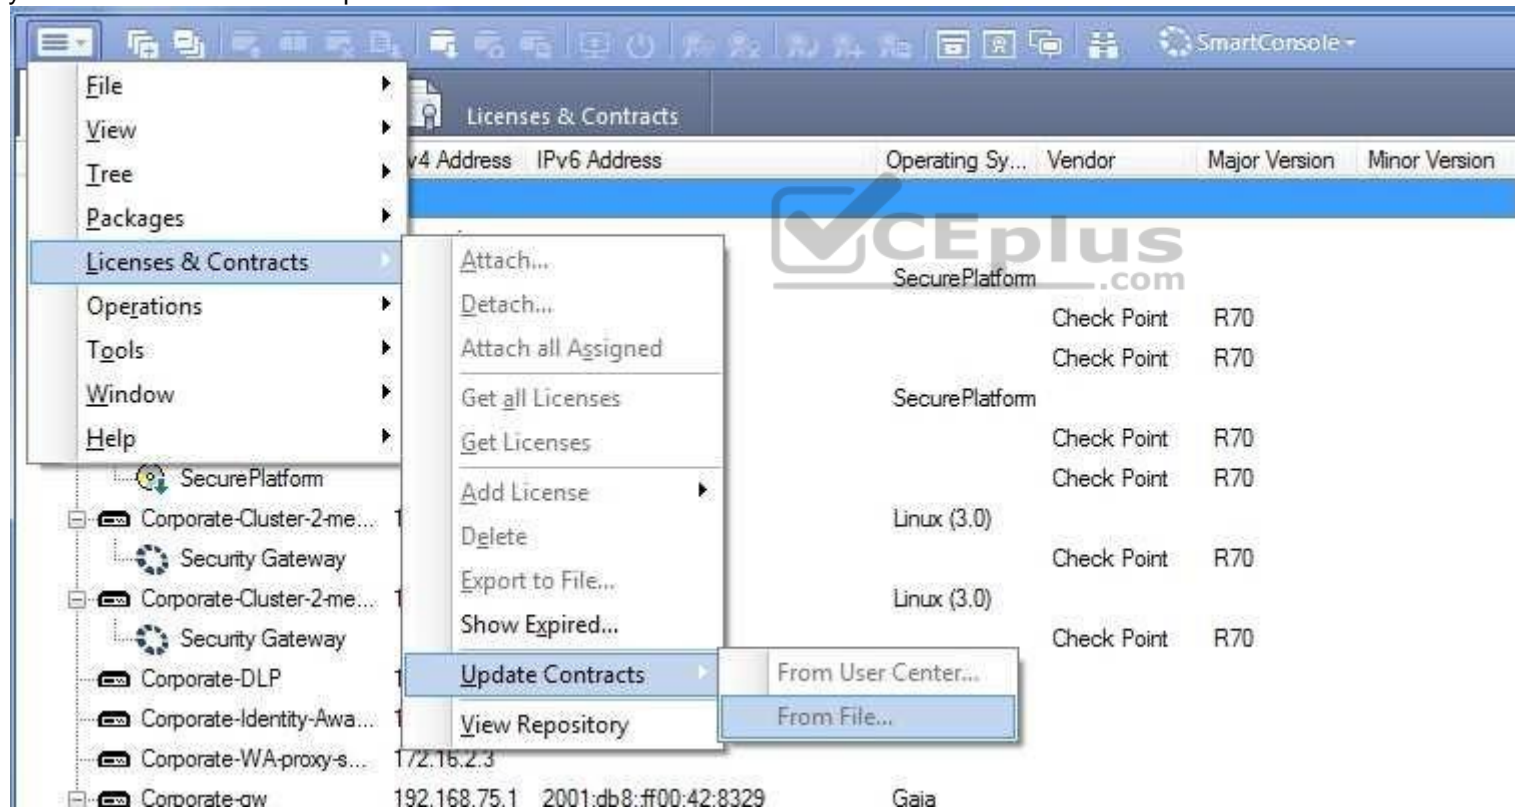 SmartConsole
File
View
Tree
Packages
Licenses & Contracts
Operations
Tools
Window
Help
Licenses & Contracts
v4 Address IPv6 Address Operating Sy... Vendor Major Version Minor Version
CEplus
.com
Attach...
Detach...
Attach all Assigned
Get all Licenses
Get Licenses
Add License
Delete
Export to File...
Show Expired...
Update Contracts
View Repository
From User Center...
From File...
SecurePlatform
Check Point R70
Check Point R70
SecurePlatform
Check Point R70
SecurePlatform Check Point R70
Corporate-Cluster-2-me... 1 Linux (3.0)
Security Gateway Check Point R70
Corporate-Cluster-2-me... 1 Linux (3.0)
Security Gateway Check Point R70
Corporate-DLP 1
Corporate-Identity-Awa... 1
Corporate-WA-proxy-s... 172.16.2.3
Corporate-gw 192.168.75.1 2001:db8:ff00:42:8329 Gaia